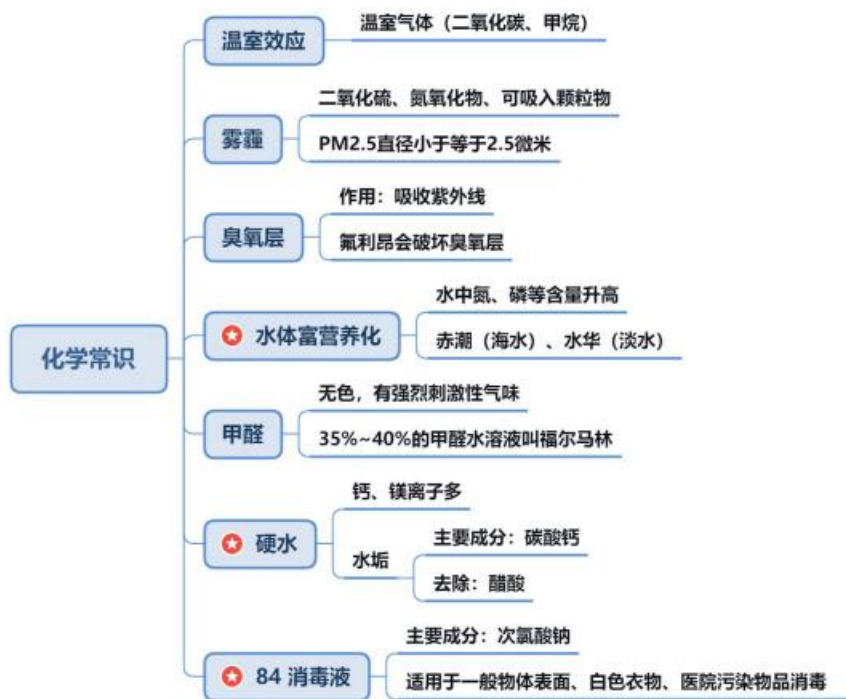 化学常识
温室效应
温室气体（二氧化碳、甲烷）
雾霾
二氧化硫、氮氧化物、可吸入颗粒物
PM2.5直径小于等于2.5微米
臭氧层
作用：吸收紫外线
氟利昂会破坏臭氧层
水体富营养化
水中氮、磷等含量升高
赤潮（海水）、水华（淡水）
甲醛
无色，有强烈刺激性气味
35%~40%的甲醛水溶液叫福尔马林
硬水
钙、镁离子多
水垢
主要成分：碳酸钙
去除：醋酸
84 消毒液
主要成分：次氯酸钠
适用于一般物体表面、白色衣物、医院污染物品消毒